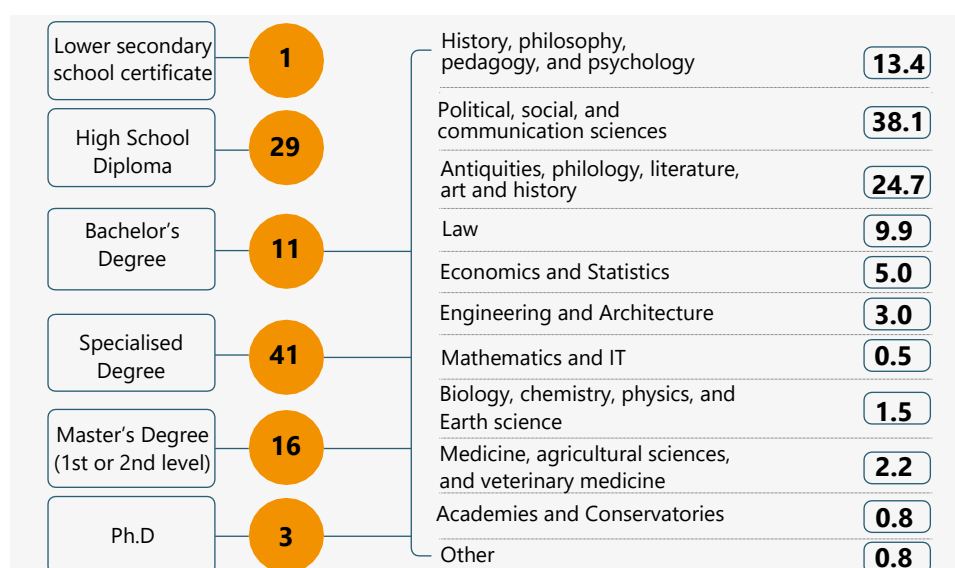 Lower secondary
school certificate
1
High School
Diploma
29
Bachelor's
Degree
11
Specialised
Degree
41
Master's Degree
(1st or 2nd level)
16
Ph.D
3
History, philosophy,
pedagogy, and psychology
13.4
Political, social, and
communication sciences
38.1
Antiquities, philology, literature,
art and history
24.7
Law
9.9
Economics and Statistics
5.0
Engineering and Architecture
3.0
Mathematics and IT
0.5
Biology, chemistry, physics, and
Earth science
1.5
Medicine, agricultural sciences,
and veterinary medicine
2.2
Academies and Conservatories
0.8
Other
0.8